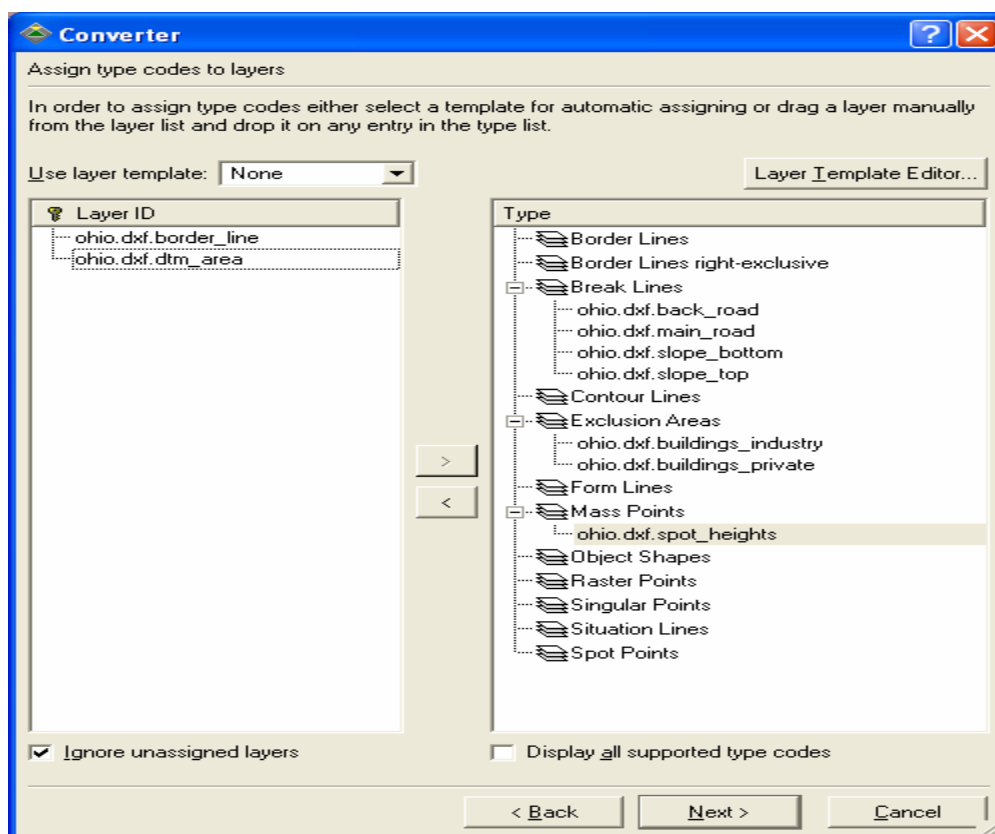 Converter
Assign type codes to layers
In order to assign type codes either select a template for automatic assigning or drag a layer manually
from the layer list and drop it on any entry in the type list.
Use layer template: None
Layer Template Editor...
Layer ID
ohio.dxf.border_line
ohio.dxf.dtm_area
>
<
Type
Border Lines
Border Lines right-exclusive
Break Lines
ohio.dxf.back_road
ohio.dxf.main_road
ohio.dxf.slope_bottom
ohio.dxf.slope_top
Contour Lines
Exclusion Areas
ohio.dxf.buildings_industry
ohio.dxf.buildings_private
Form Lines
Mass Points
ohio.dxf.spot_heights
Object Shapes
Raster Points
Singular Points
Situation Lines
Spot Points
Ignore unassigned layers
Display all supported type codes
< Back
Next >
Cancel